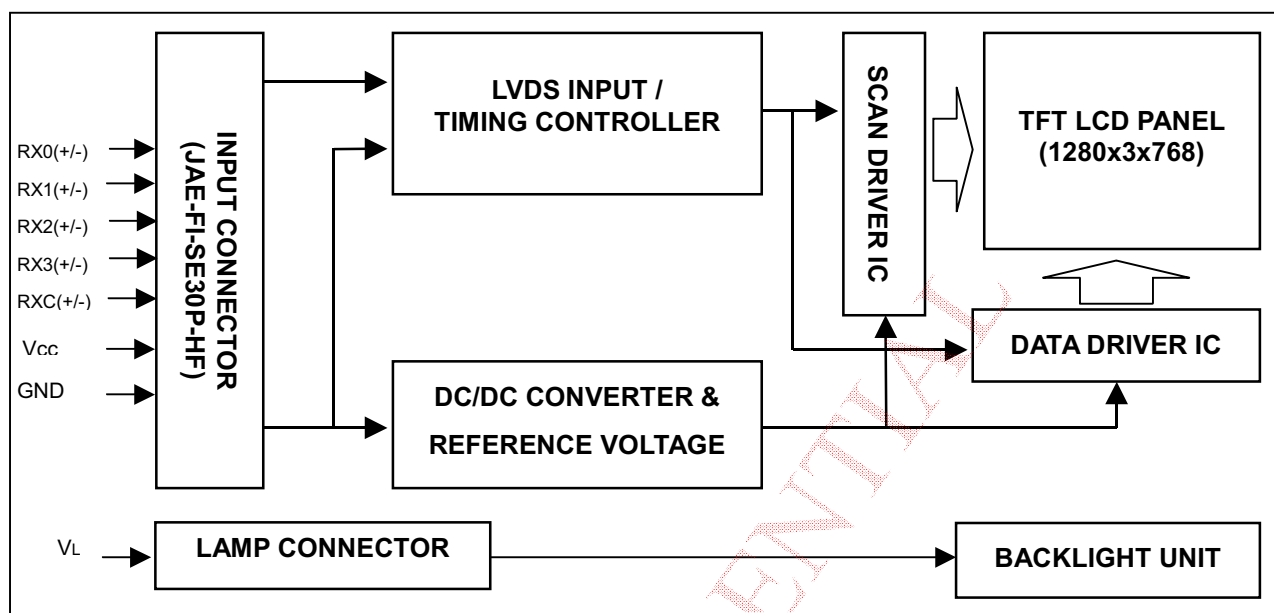 RX0(+/-)
RX1(+/-)
RX2(+/-)
RX3(+/-)
RXC(+/-)
Vcc
GND
INPUT CONNECTOR
(JAE-FI-SE30P-HF)
LVDS INPUT /
TIMING CONTROLLER
SCAN DRIVER IC
TFT LCD PANEL
(1280x3x768)
DATA DRIVER IC
DC/DC CONVERTER &
REFERENCE VOLTAGE
VL
LAMP CONNECTOR
BACKLIGHT UNIT
ENTIAL